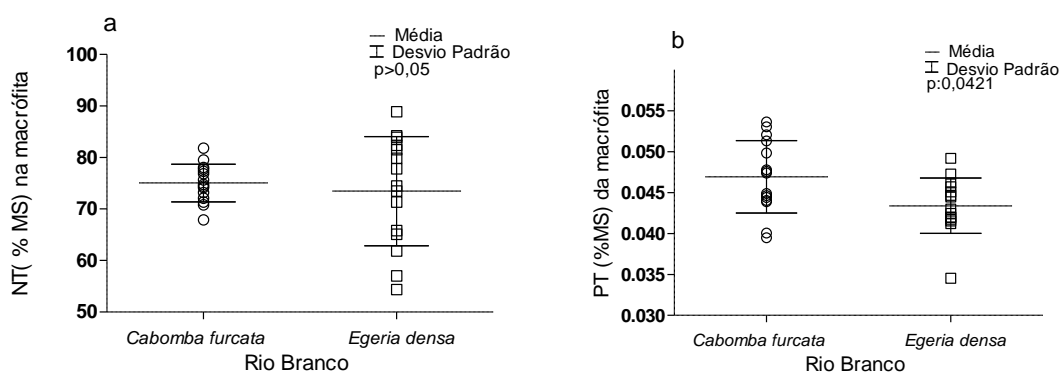 a
Média
Desvio Padrão
p>0,05
NT( % MS) na macrófita
100
90
80
70
60
50
Cabomba furcata
Egeria densa
Rio Branco
b
Média
Desvio Padrão
p:0,0421
PT (%MS) da macrófita
0.055
0.050
0.045
0.040
0.035
0.030
Cabomba furcata
Egeria densa
Rio Branco